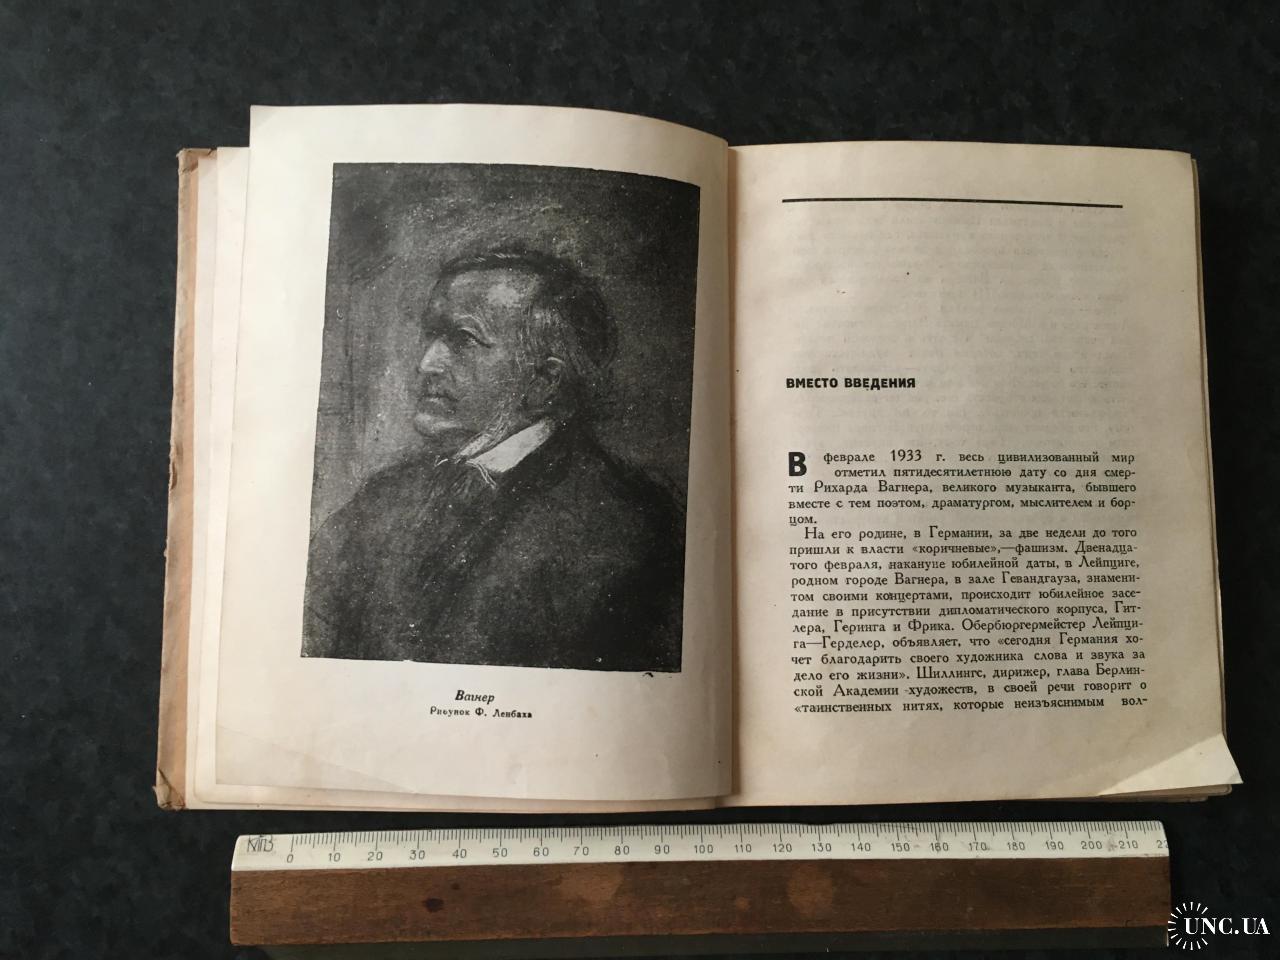 Вагнер
Рисунок Ф. Ленбаха
ВМЕСТО ВВЕДЕНИЯ
В феврале 1933 г. весь цивилизованный мир
отметил пятидесятилетнюю дату со дня смер-
ти Рихарда Вагнера, великого музыканта, бывшего
вместе с тем поэтом, драматургом, мыслителем и бор-
цом.
На его родине, в Германии, за две недели до того
пришли к власти «коричневые»,—фашизм. Двенадца-
того февраля, накануне юбилейной даты, в Лейпциге,
родном городе Вагнера, в зале Гевандгауза, знамени-
том своими концертами, происходит юбилейное засе-
дание в присутствии дипломатического корпуса, Гит-
лера, Геринга и Фрика. Обербюргермейстер Лейпци-
га—Герделер, объявляет, что «сегодня Германия хо-
чет благодарить своего художника слова и звука за
дело его жизни». Шиллингс, дирижер, глава Берлин-
ской Академии художеств, в своей речи говорит о
«таинственных нитях, которые неизъяснимым вол-
0 10 20 30 40 50 60 70 80 90 100 110 120 130 140 150 160 170 180 190 200 210
UNC.UA